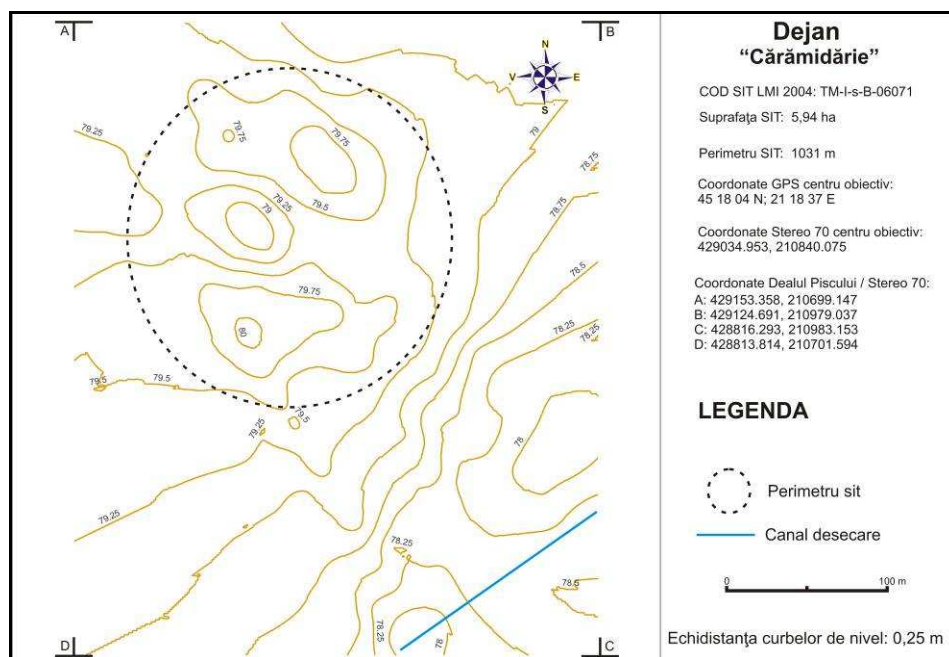 A
B
N
V
E
S
79.25
79.75
79.5
79.25
79
79
78.75
78.75
78.5
78.25
78.25
79.75
80
79.5
79.5
79.5
79.25
78
79.25
78.25
78.5
78.25
78
D
C
Dejan
“Cărămidărie”
COD SIT LMI 2004: TM-I-s-B-06071
Suprafaţa SIT: 5,94 ha
Perimetru SIT: 1031 m
Coordonate GPS centru obiectiv:
45 18 04 N; 21 18 37 E
Coordonate Stereo 70 centru obiectiv:
429034.953, 210840.075
Coordonate Dealul Piscului / Stereo 70:
A: 429153.358, 210699.147
B: 429124.691, 210979.037
C: 428816.293, 210983.153
D: 428813.814, 210701.594
LEGENDA
Perimetru sit
Canal desecare
0 100 m
Echidistanţa curbelor de nivel: 0,25 m